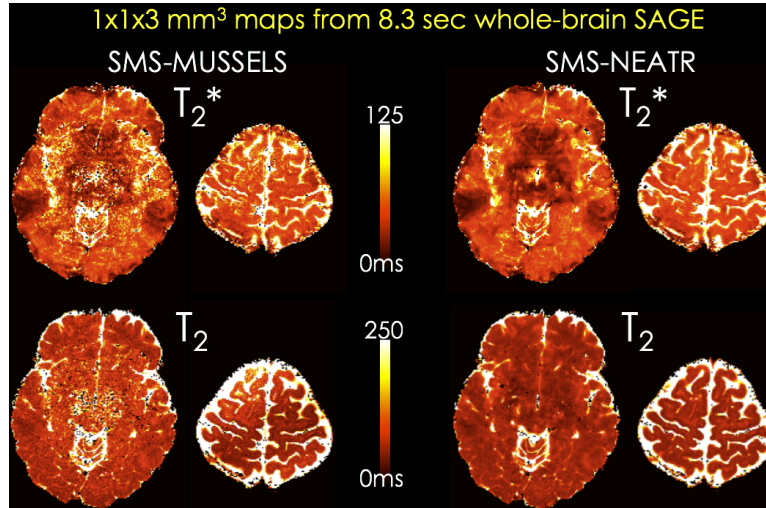 1x1x3 mm³ maps from 8.3 sec whole-brain SAGE
SMS-MUSSELS
SMS-NEATR
T₂*
T₂*
125
0ms
T₂
T₂
250
0ms